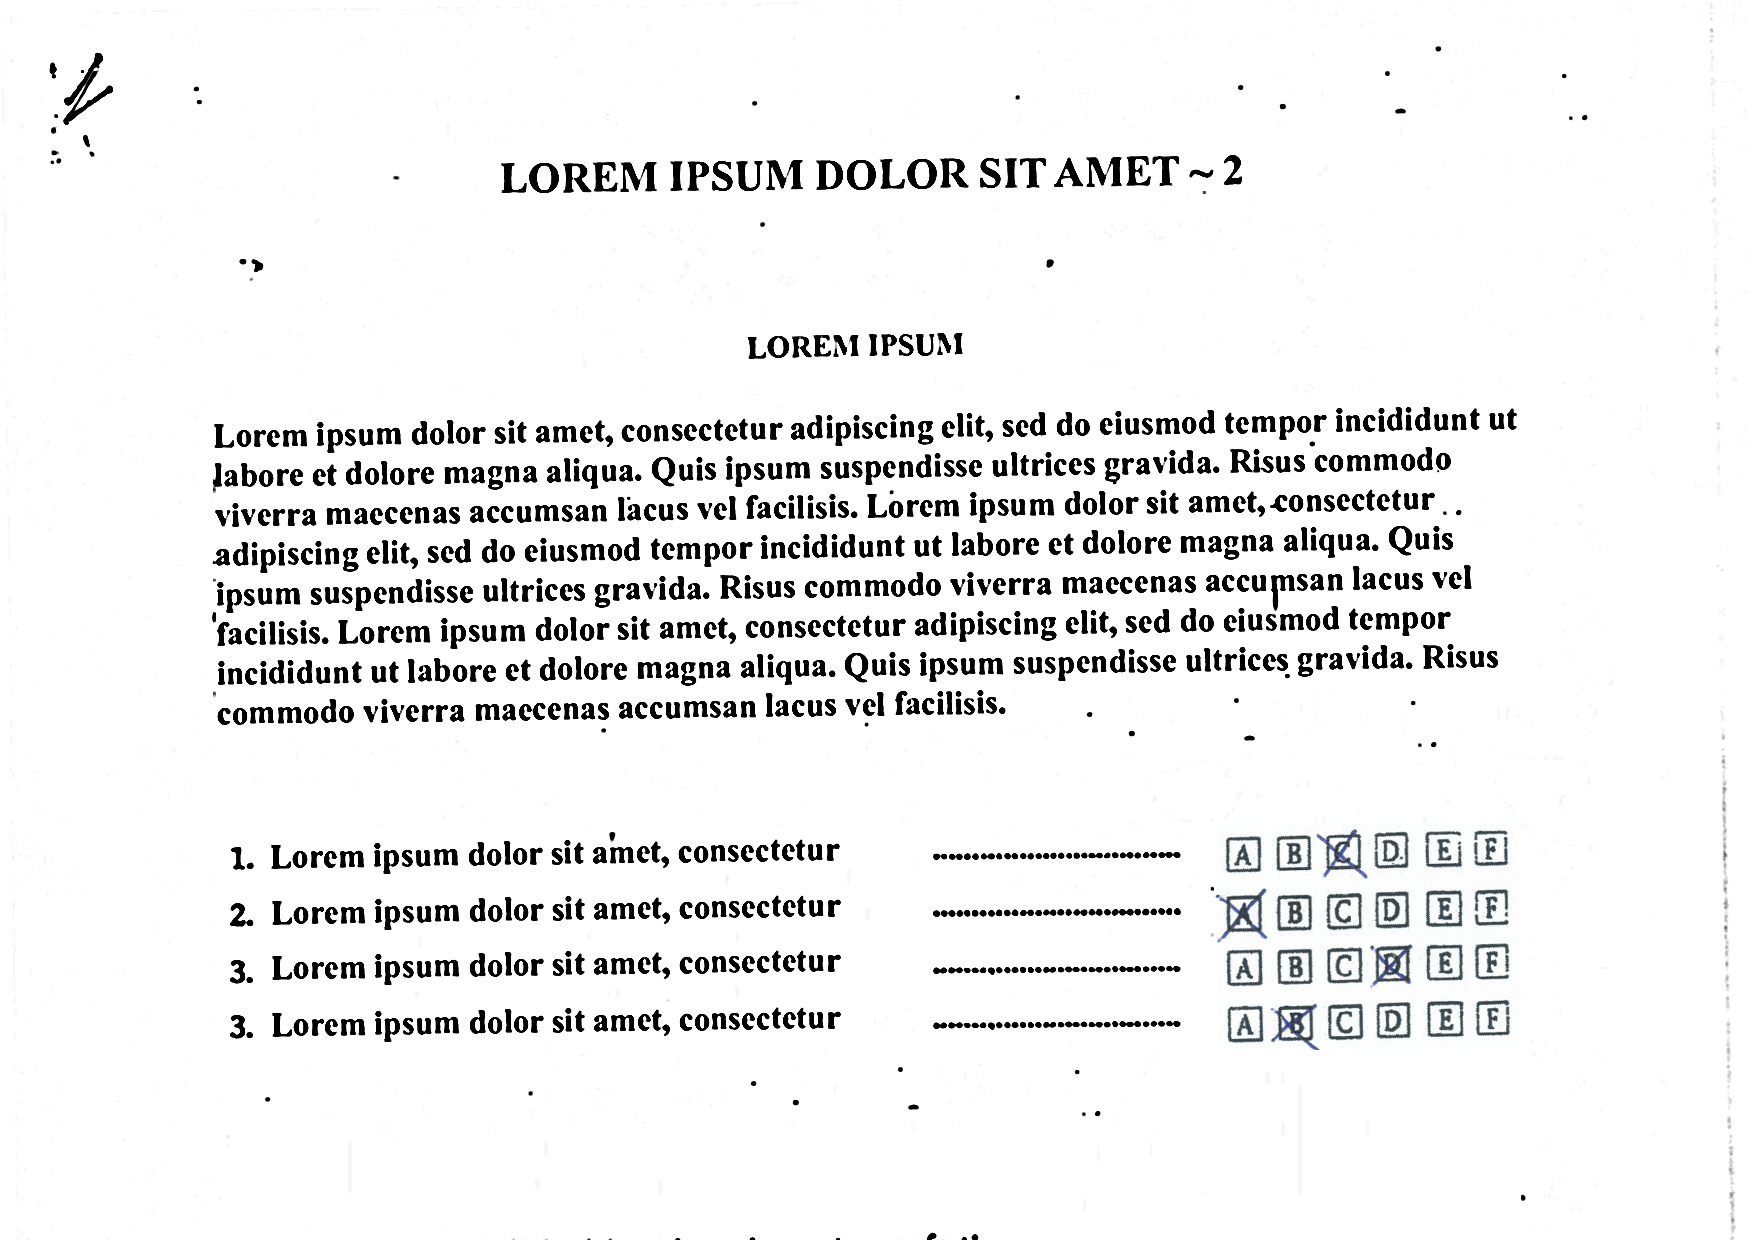 LOREM IPSUM DOLOR SIT AMET ~ 2
LOREM IPSUM
Lorem ipsum dolor sit amet, consectetur adipiscing elit, sed do eiusmod tempor incididunt ut
labore et dolore magna aliqua. Quis ipsum suspendisse ultrices gravida. Risus commodo
viverra maecenas accumsan lacus vel facilisis. Lorem ipsum dolor sit amet, consectetur
adipiscing elit, sed do eiusmod tempor incididunt ut labore et dolore magna aliqua. Quis
ipsum suspendisse ultrices gravida. Risus commodo viverra maecenas accumsan lacus vel
facilisis. Lorem ipsum dolor sit amet, consectetur adipiscing elit, sed do eiusmod tempor
incididunt ut labore et dolore magna aliqua. Quis ipsum suspendisse ultrices gravida. Risus
commodo viverra maecenas accumsan lacus vel facilisis.
1. Lorem ipsum dolor sit amet, consectetur ................................ A B C D E F
2. Lorem ipsum dolor sit amet, consectetur ................................ A B C D E F
3. Lorem ipsum dolor sit amet, consectetur ................................ A B C D E F
3. Lorem ipsum dolor sit amet, consectetur ................................ A B C D E F